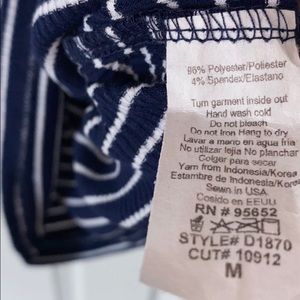 96% Polyester/Poliester
4% Spandex/Elastano
Turn garment inside out
Hand wash cold
Do not bleach
Do not Iron Hang to dry
Lavar a mano en agua fria
No utilizar lejia No planchar
Colgar para secar
Yarn from Indonesia/Korea
Estambre de Indonesia/Korea
Sewn in USA
Cosido en EEUU
RN # 95652
STYLE# D1870
CUT# 10912
M